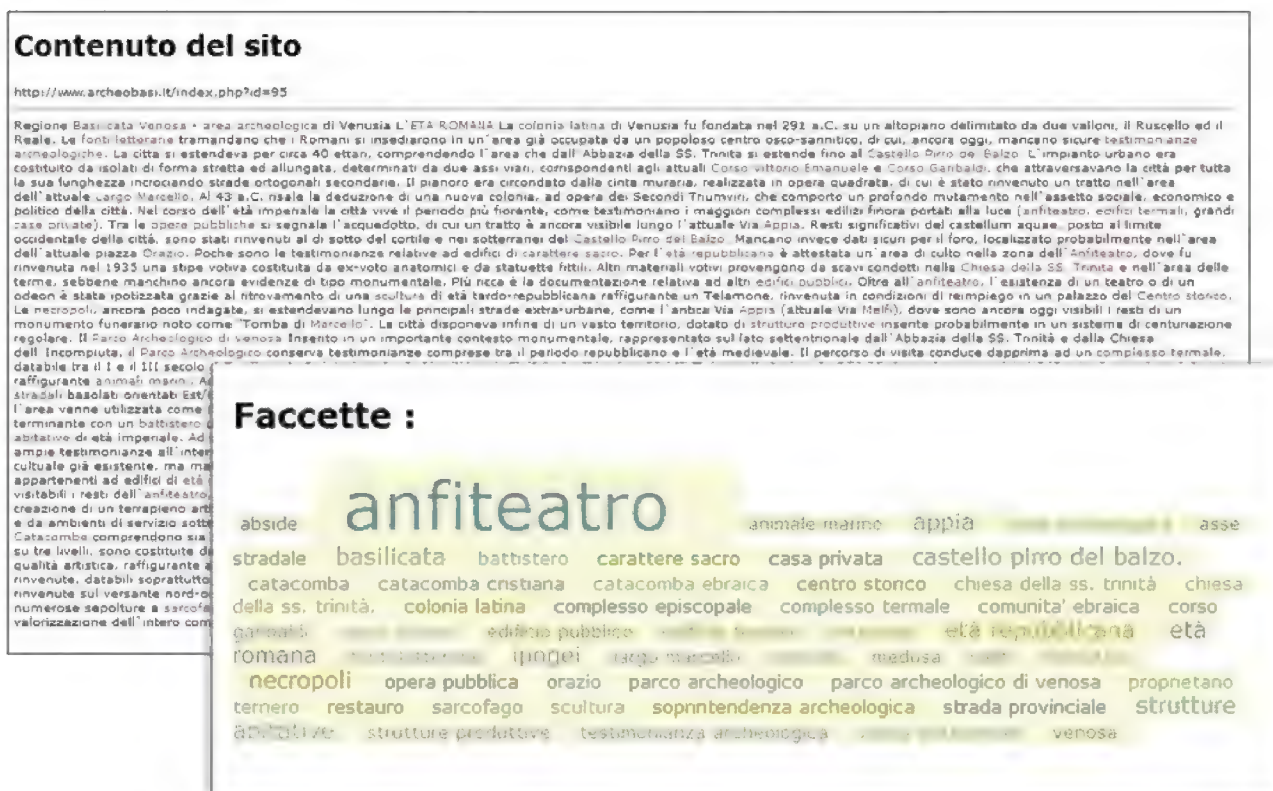 Contenuto del sito
http://www.archeobasi.it/index.php?id=95
Regione Basilicata Venosa - area archeologica di Venusia L`ETA ROMANA La colonia latina di Venusia fu fondata nel 291 a.C. su un altopiano delimitato da due valloni, il Ruscello ed il
Reale. Le fonti letterarie tramandano che i Romani si insediarono in un`area già occupata da un popoloso centro osco-sannitico, di cui, ancora oggi, mancano sicure testimonianze
archeologiche. La citta si estendeva per circa 40 ettari, comprendendo l`area che dall`Abbazia della SS. Trinita si estende fino al Castello Pirro del Balzo. L`impianto urbano era
costituito da isolati di forma stretta ed allungata, determinati da due assi viari, corrispondenti agli attuali Corso Vittorio Emanuele e Corso Garibaldi, che attraversavano la città per tutta
la sua funghezza incrociando strade ortogonali secondarie. Il pianoro era circondato dalla cinta muraria, realizzata in opera quadrata, di cui è stato rinvenuto un tratto nell`area
dell`attuale Largo Marcello. Al 43 a.C. risale la deduzione di una nuova colonia, ad opera dei Secondi Triumviri, che comporto un profondo mutamento nell`assetto sociale, economico e
politico della città. Nel corso dell`età imperiale la città vive il periodo più fiorente, come testimoniano i maggiori complessi edilizi finora portati alla luce (anfiteatro, edifici termali, grandi
case private). Tra le opere pubbliche si segnala l`acquedotto, di cui un tratto è ancora visibile lungo l`attuale Via Appia. Resti significativi del castellum aquae, posto al limite
occidentale della città, sono stati rinvenuti al di sotto del cortile e nei sotterranei del Castello Pirro del Balzo. Mancano invece dati sicuri per il foro, localizzato probabilmente nell`area
dell`attuale piazza Orazio. Poche sono le testimonianze relative ad edifici di carattere sacro. Per l`età repubblicana è attestata un`area di culto nella zona dell`Anfiteatro, dove fu
rinvenuta nel 1935 una stipe votiva costituita da ex-voto anatomici e da statuette fittili. Altri materiali votivi provengono da scavi condotti nella Chiesa della SS. Trinita e nell`area delle
terme, sebbene manchino ancora evidenze di tipo monumentale. Più ricca è la documentazione relativa ad altri edifici pubblici. Oltre all`anfiteatro, l`esistenza di un teatro o di un
odeon è stata ipotizzata grazie al ritrovamento di una scultura di età tardo-repubblicana raffigurante un Telamone, rinvenuta in condizioni di reimpiego in un palazzo del Centro storico.
Le necropoli, ancora poco indagate, si estendevano lungo le principali strade extra-urbane, come l`antica Via Appia (attuale Via Melfi), dove sono ancora oggi visibili i resti di un
monumento funerario noto come "Tomba di Marcello". La città disponeva infine di un vasto territorio, dotato di strutture produttive inserite probabilmente in un sistema di centuriazione
regolare. Il Parco Archeologico di venosa Inserito in un importante contesto monumentale, rappresentato sul lato settentrionale dall`Abbazia della SS. Trinità e dalla Chiesa
dell`Incompiuta, il Parco Archeologico conserva testimonianze comprese tra il periodo repubblicano e l`età medievale. Il percorso di visita conduce dapprima ad un complesso termale,
databile tra il I e il III secolo
raffigurante animali marini.
stradali basolati orientati Est/
l`area venne utilizzata come
terminante con un battistero
abitative di età imperiale. Ad
ampie testimonianze all`inter
cultuale già esistente, ma ma
appartenenti ad edifici di età
visitabili i resti dell`anfiteatro,
creazione di un terrapieno arti
e da ambienti di servizio sotte
Catacombe comprendono sia
su tre livelli, sono costituite di
qualità artistica, raffigurante a
rinvenute, databili soprattutto
rinvenute sul versante nord-o
numerose sepolture a sarcofa
valorizzazione dell`intero com
Faccette :
abside anfiteatro animale marino appia asse
stradale basilicata battistero carattere sacro casa privata castello pirro del balzo.
catacomba catacomba cristiana catacomba ebraica centro storico chiesa della ss. trinità chiesa
della ss. trinità. colonia latina complesso episcopale complesso termale comunita' ebraica corso
garibaldi edificio pubblico età repubblicana età
romana ipogei largo marcello medusa
necropoli opera pubblica orazio parco archeologico parco archeologico di venosa proprietario
terriero restauro sarcofago scultura soprintendenza archeologica strada provinciale strutture
abitative strutture produttive testimonianza archeologica venosa